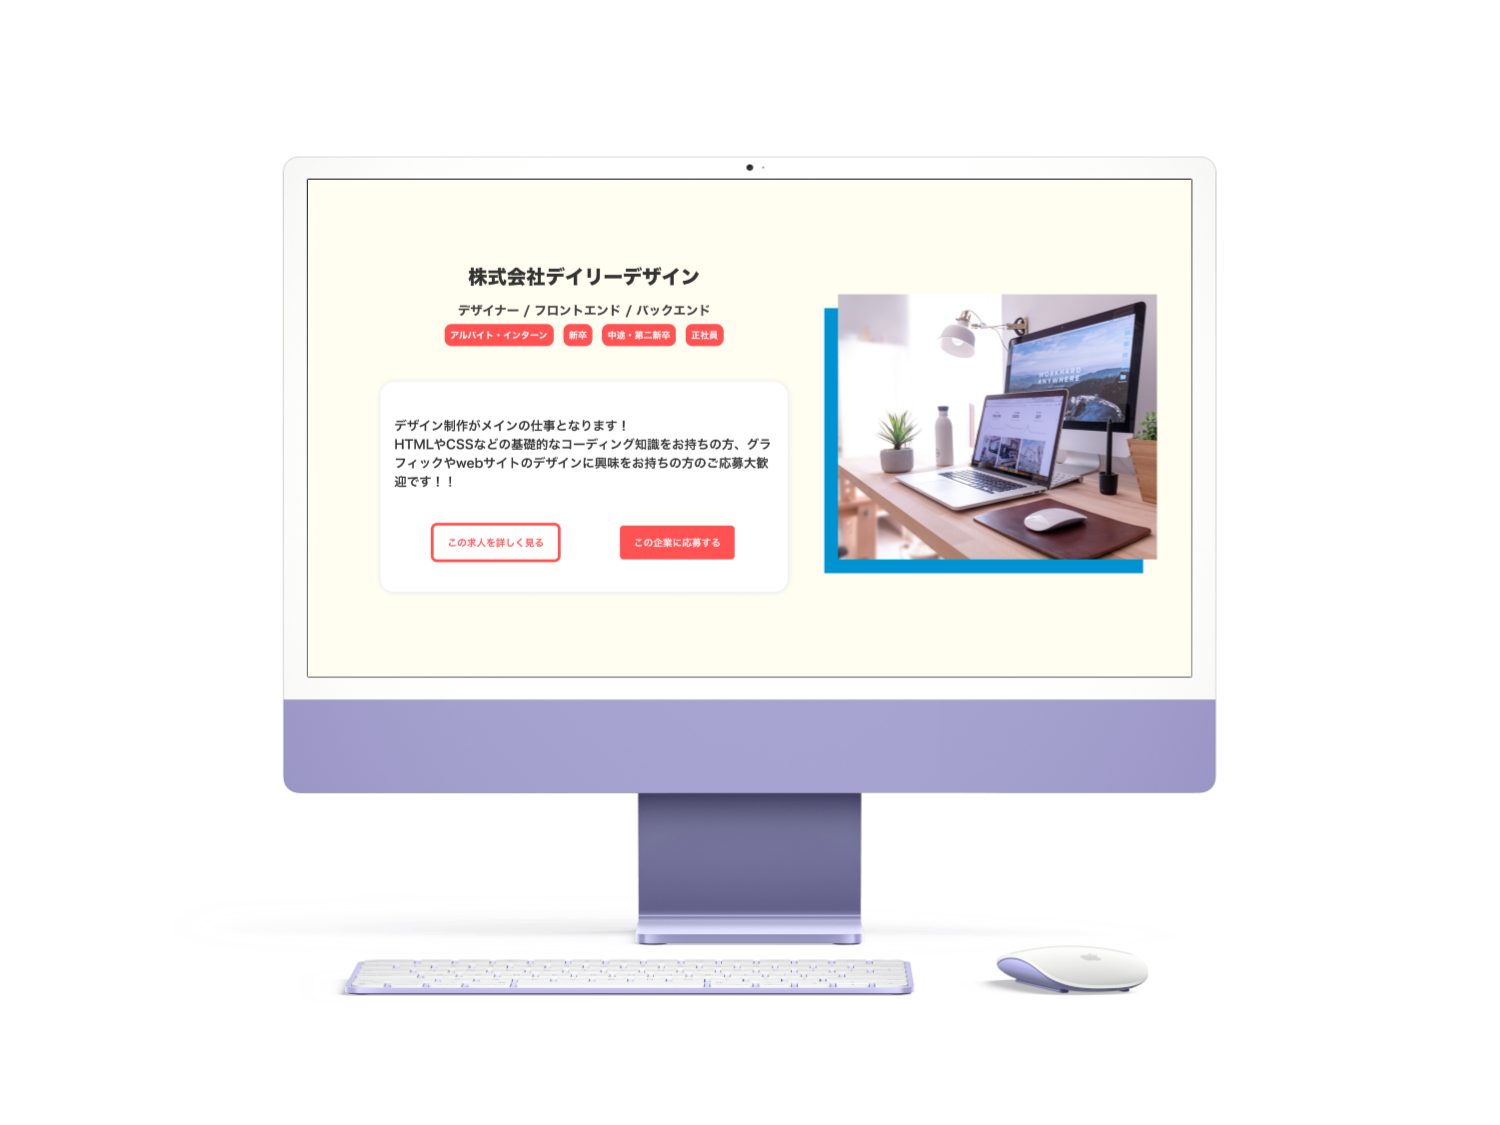 株式会社デイリーデザイン
デザイナー / フロントエンド / バックエンド
アルバイト・インターン 新卒 中途・第二新卒 正社員
デザイン制作がメインの仕事となります！
HTMLやCSSなどの基礎的なコーディング知識をお持ちの方、グラ
フィックやwebサイトのデザインに興味をお持ちの方のご応募大歓
迎です！！
この求人を詳しく見る この企業に応募する
WORKHARD
ANYWHERE